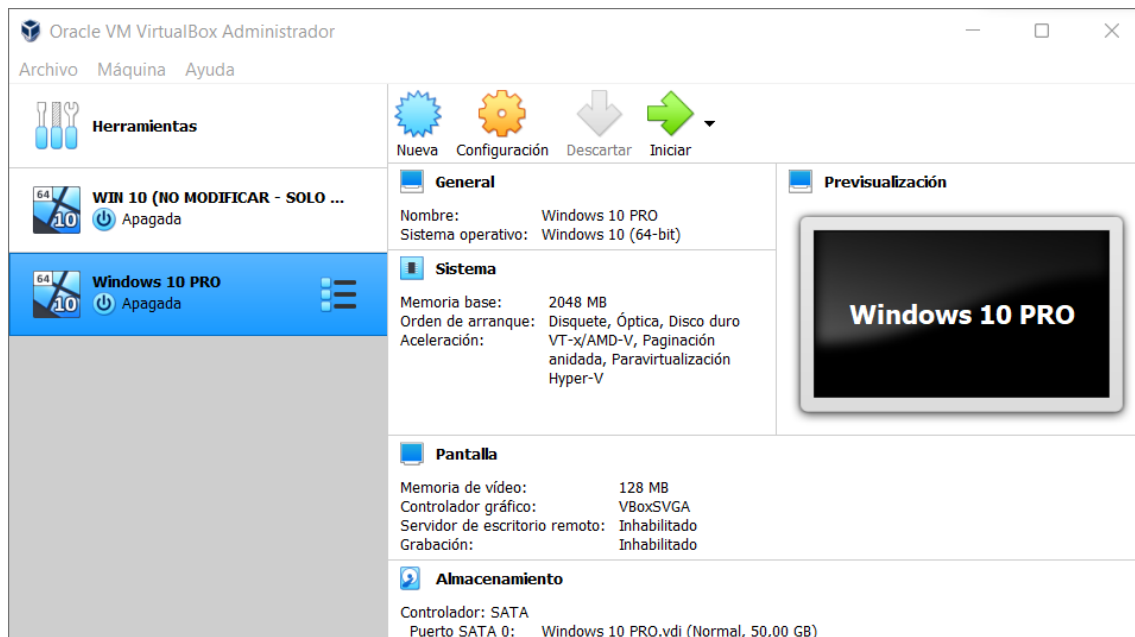 Oracle VM VirtualBox Administrador
Archivo Máquina Ayuda
Herramientas
64
10
WIN 10 (NO MODIFICAR - SOLO ...
Apagada
64
10
Windows 10 PRO
Apagada
Nueva Configuración Descartar Iniciar
General
Nombre: Windows 10 PRO
Sistema operativo: Windows 10 (64-bit)
Sistema
Memoria base: 2048 MB
Orden de arranque: Disquete, Óptica, Disco duro
Aceleración: VT-x/AMD-V, Paginación
anidada, Paravirtualización
Hyper-V
Previsualización
Windows 10 PRO
Pantalla
Memoria de vídeo: 128 MB
Controlador gráfico: VBoxSVGA
Servidor de escritorio remoto: Inhabilitado
Grabación: Inhabilitado
Almacenamiento
Controlador: SATA
Puerto SATA 0: Windows 10 PRO.vdi (Normal, 50,00 GB)